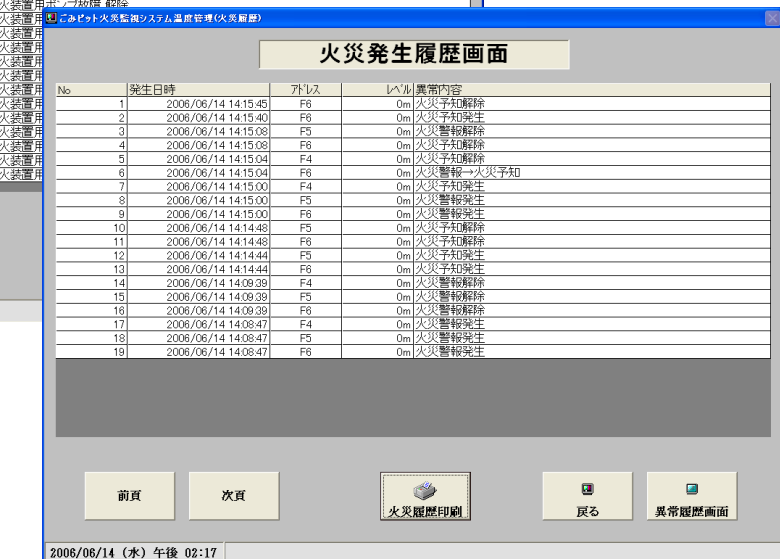 火装置用ポンプ故障 解除
火装置用
火装置用
火装置用
火装置用
火装置用
火装置用
火装置用
火装置用
火装置用
火装置用
火装置用
火装置用
ごみピット火災監視システム温度管理(火災履歴)
火災発生履歴画面
No 発生日時 アドレス レベル 異常内容
1 2006/06/14 14:15:45 F6 0m 火災予知解除
2 2006/06/14 14:15:40 F6 0m 火災予知発生
3 2006/06/14 14:15:08 F5 0m 火災警報解除
4 2006/06/14 14:15:08 F6 0m 火災予知解除
5 2006/06/14 14:15:04 F4 0m 火災予知解除
6 2006/06/14 14:15:04 F6 0m 火災警報→火災予知
7 2006/06/14 14:15:00 F4 0m 火災予知発生
8 2006/06/14 14:15:00 F5 0m 火災警報発生
9 2006/06/14 14:15:00 F6 0m 火災警報発生
10 2006/06/14 14:14:48 F5 0m 火災予知解除
11 2006/06/14 14:14:48 F6 0m 火災予知解除
12 2006/06/14 14:14:44 F5 0m 火災予知発生
13 2006/06/14 14:14:44 F6 0m 火災予知発生
14 2006/06/14 14:09:39 F4 0m 火災警報解除
15 2006/06/14 14:09:39 F5 0m 火災警報解除
16 2006/06/14 14:09:39 F6 0m 火災警報解除
17 2006/06/14 14:08:47 F4 0m 火災警報発生
18 2006/06/14 14:08:47 F5 0m 火災警報発生
19 2006/06/14 14:08:47 F6 0m 火災警報発生
前頁 次頁 火災履歴印刷 戻る 異常履歴画面
2006/06/14 (水) 午後 02:17